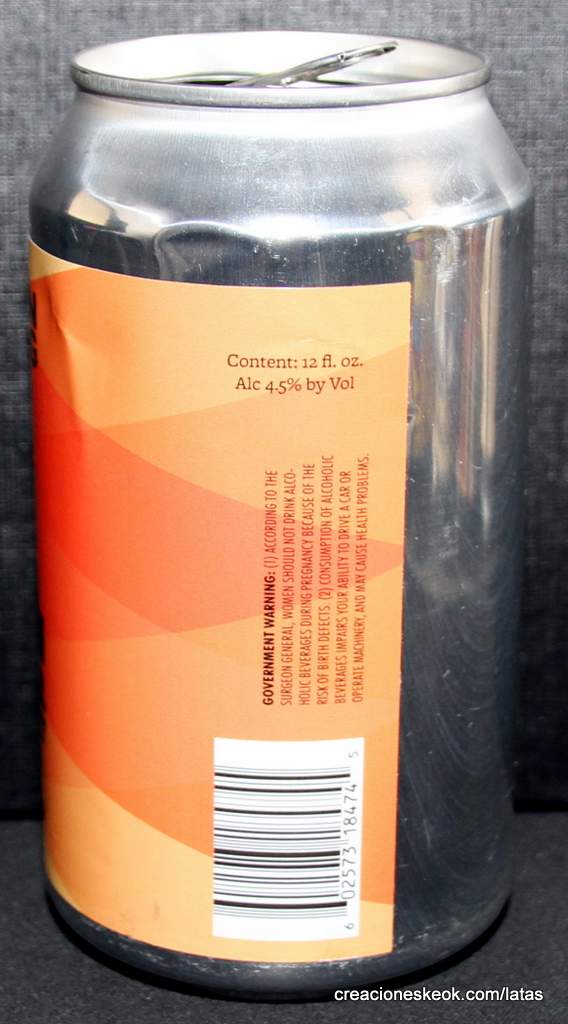 Content: 12 fl. oz.
Alc 4.5% by Vol
GOVERNMENT WARNING: (1) ACCORDING TO THE
SURGEON GENERAL, WOMEN SHOULD NOT DRINK ALCO-
HOLIC BEVERAGES DURING PREGNANCY BECAUSE OF THE
RISK OF BIRTH DEFECTS. (2) CONSUMPTION OF ALCOHOLIC
BEVERAGES IMPAIRS YOUR ABILITY TO DRIVE A CAR OR
OPERATE MACHINERY, AND MAY CAUSE HEALTH PROBLEMS.
6 02573 18474 5
creacioneskeok.com/latas